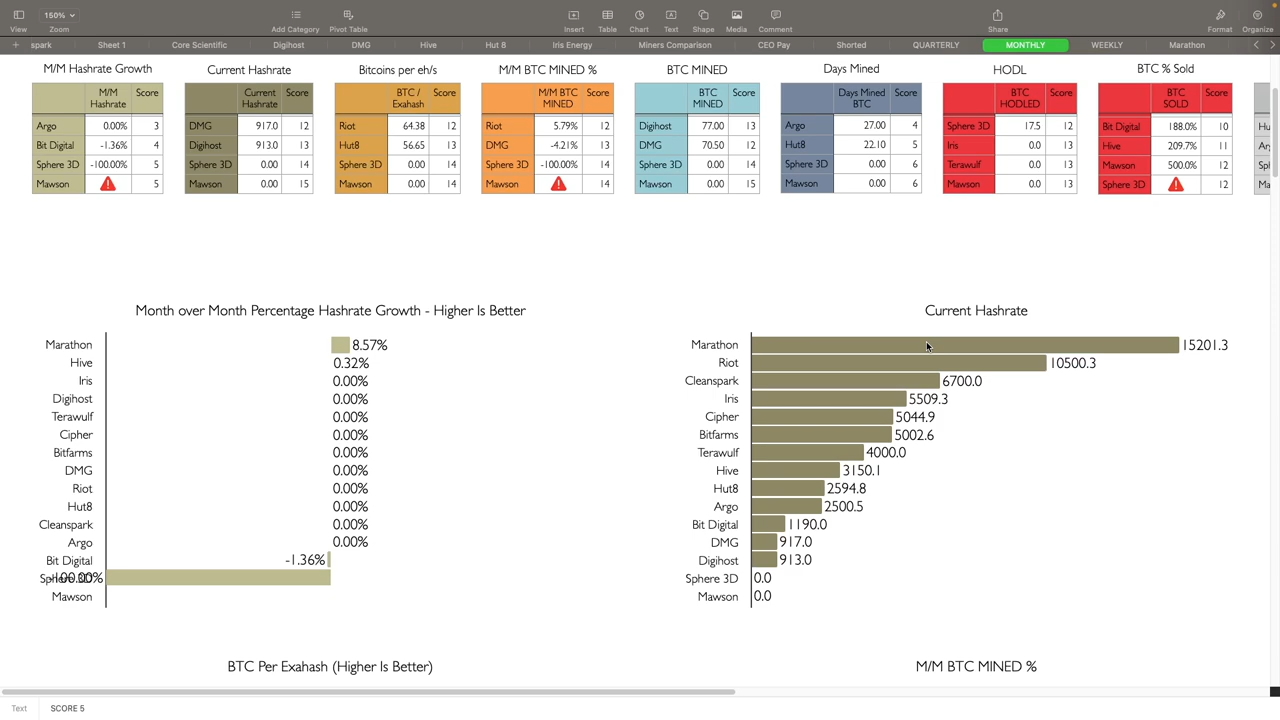 150%
View
Zoom
Add Category
Pivot Table
Insert
Table
Chart
Text
Shape
Media
Comment
Share
Format
Organize
+
spark
Sheet 1
Core Scientific
Digihost
DMG
Hive
Hut 8
Iris Energy
Miners Comparison
CEO Pay
Shorted
QUARTERLY
MONTHLY
WEEKLY
Marathon
M/M Hashrate Growth
M/M Hashrate Score
Argo 0.00% 3
Bit Digital -1.36% 4
Sphere 3D -100.00% 5
Mawson 5
Current Hashrate
Current Hashrate Score
DMG 917.0 12
Digihost 913.0 13
Sphere 3D 0.00 14
Mawson 0.00 15
Bitcoins per eh/s
BTC / Exahash Score
Riot 64.38 12
Hut8 56.65 13
Sphere 3D 0.00 14
Mawson 0.00 14
M/M BTC MINED %
M/M BTC MINED Score
Riot 5.79% 12
DMG -4.21% 13
Sphere 3D -100.00% 14
Mawson 14
BTC MINED
BTC MINED Score
Digihost 77.00 13
DMG 70.50 12
Sphere 3D 0.00 14
Mawson 0.00 15
Days Mined
Days Mined BTC Score
Argo 27.00 4
Hut8 22.10 5
Sphere 3D 0.00 6
Mawson 0.00 6
HODL
BTC HODLED Score
Sphere 3D 17.5 12
Iris 0.0 13
Terawulf 0.0 13
Mawson 0.0 13
BTC % Sold
BTC SOLD Score
Bit Digital 188.0% 10
Hive 209.7% 11
Mawson 500.0% 12
Sphere 3D 12
Month over Month Percentage Hashrate Growth - Higher Is Better
Marathon 8.57%
Hive 0.32%
Iris 0.00%
Digihost 0.00%
Terawulf 0.00%
Cipher 0.00%
Bitfarms 0.00%
DMG 0.00%
Riot 0.00%
Hut8 0.00%
Cleanspark 0.00%
Argo 0.00%
Bit Digital -1.36%
Sphere 3D -100.00%
Mawson
Current Hashrate
Marathon 15201.3
Riot 10500.3
Cleanspark 6700.0
Iris 5509.3
Cipher 5044.9
Bitfarms 5002.6
Terawulf 4000.0
Hive 3150.1
Hut8 2594.8
Argo 2500.5
Bit Digital 1190.0
DMG 917.0
Digihost 913.0
Sphere 3D 0.0
Mawson 0.0
BTC Per Exahash (Higher Is Better)
M/M BTC MINED %
Text
SCORE 5